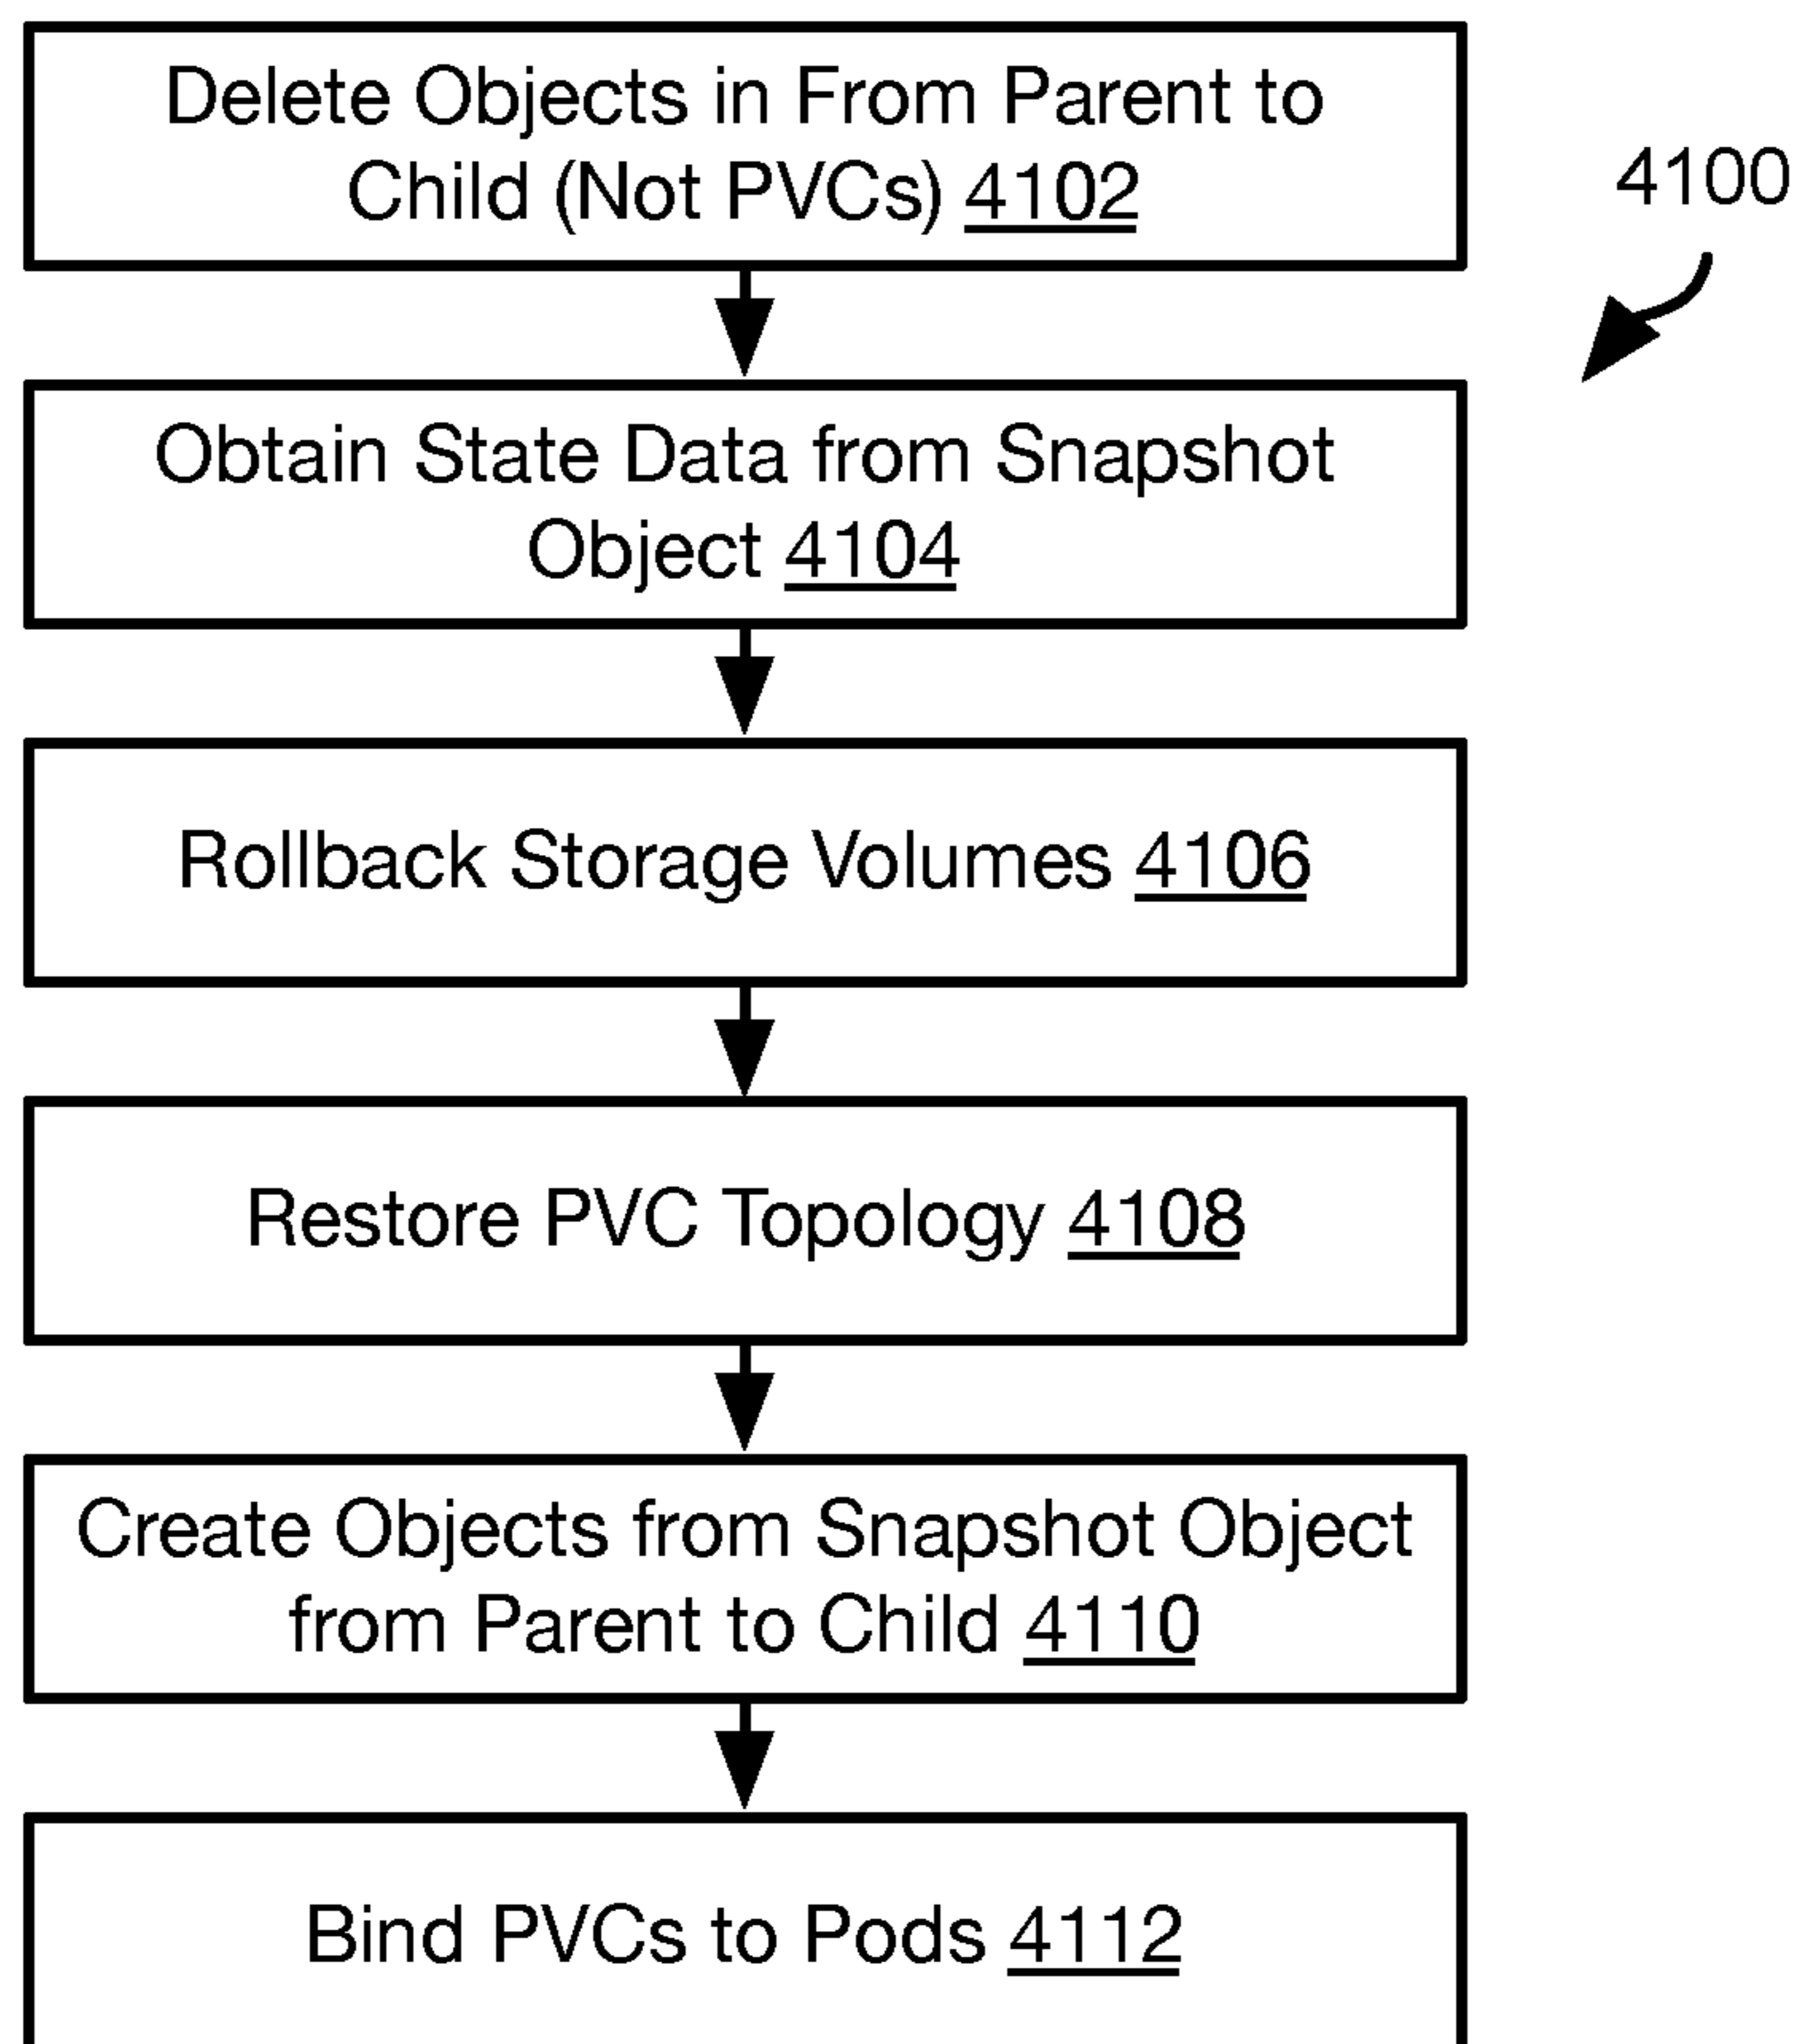 Delete Objects in From Parent to
Child (Not PVCs) 4102
4100
Obtain State Data from Snapshot
Object 4104
Rollback Storage Volumes 4106
Restore PVC Topology 4108
Create Objects from Snapshot Object
from Parent to Child 4110
Bind PVCs to Pods 4112